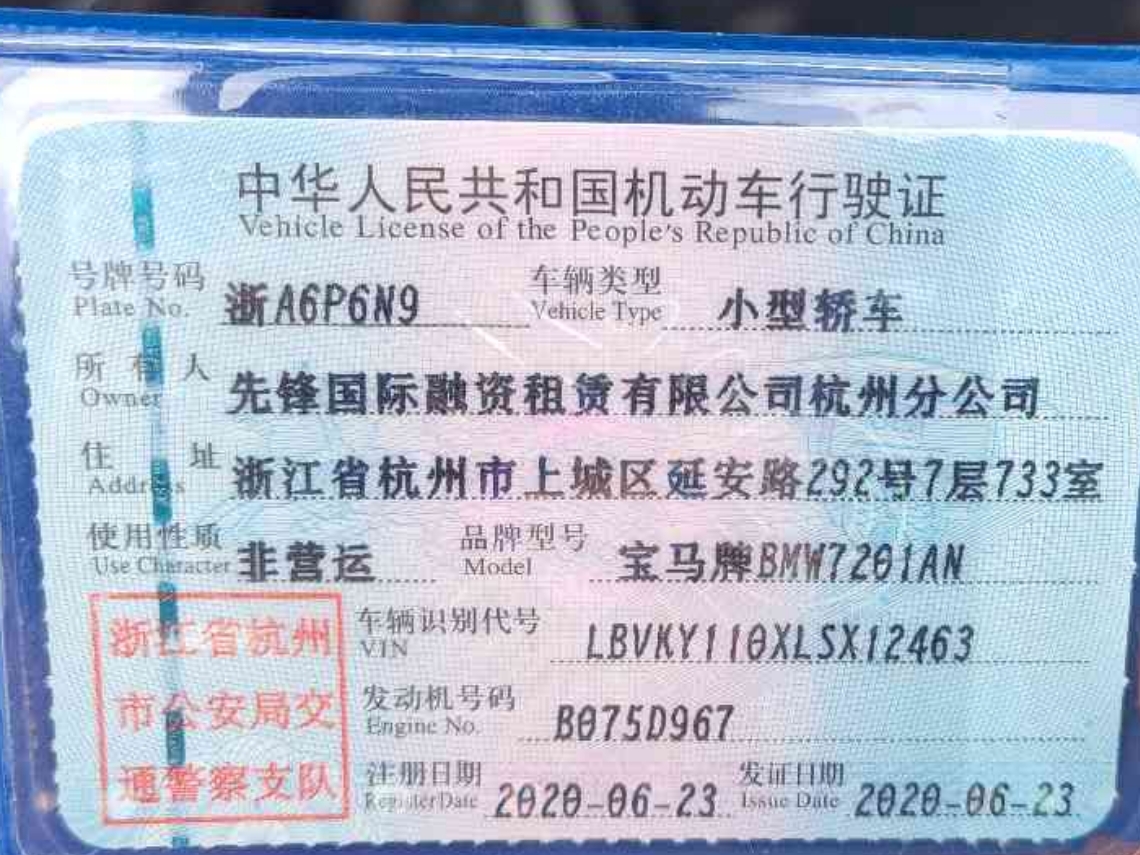 中华人民共和国机动车行驶证
Vehicle License of the People's Republic of China
号牌号码 浙A6P6N9 车辆类型 小型轿车
Plate No. Vehicle Type
所有人 先锋国际融资租赁有限公司杭州分公司
Owner
住址 浙江省杭州市上城区延安路292号7层733室
Address
使用性质 非营运 品牌型号 宝马牌BMW7201AN
Use Character Model
浙江省杭州
市公安局交
通警察支队
车辆识别代号 LBVKY110XLSX12463
VIN
发动机号码 B075D967
Engine No.
注册日期 2020-06-23 发证日期 2020-06-23
Register Date Issue Date